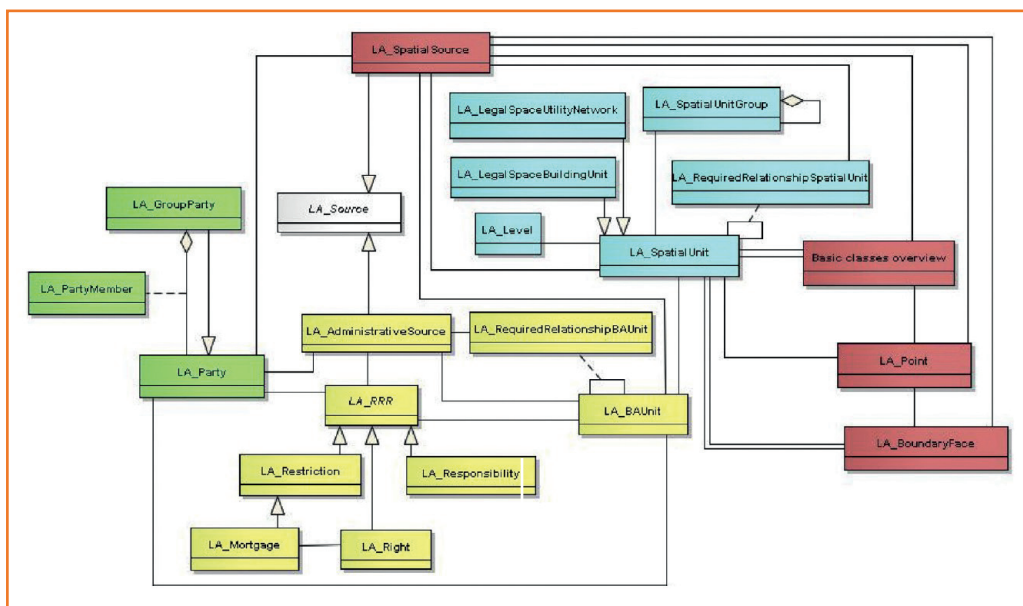 LA_SpatialSource
LA_LegalSpaceUtilityNetwork
LA_SpatialUnitGroup
LA_LegalSpaceBuildingUnit
LA_RequiredRelationshipSpatialUnit
LA_GroupParty
LA_Source
LA_Level
LA_SpatialUnit
Basic classes overview
LA_PartyMember
LA_AdministrativeSource
LA_RequiredRelationshipBAUnit
LA_Party
LA_Point
LA_RRR
LA_BAUnit
LA_BoundaryFace
LA_Restriction
LA_Responsibility
LA_Mortgage
LA_Right